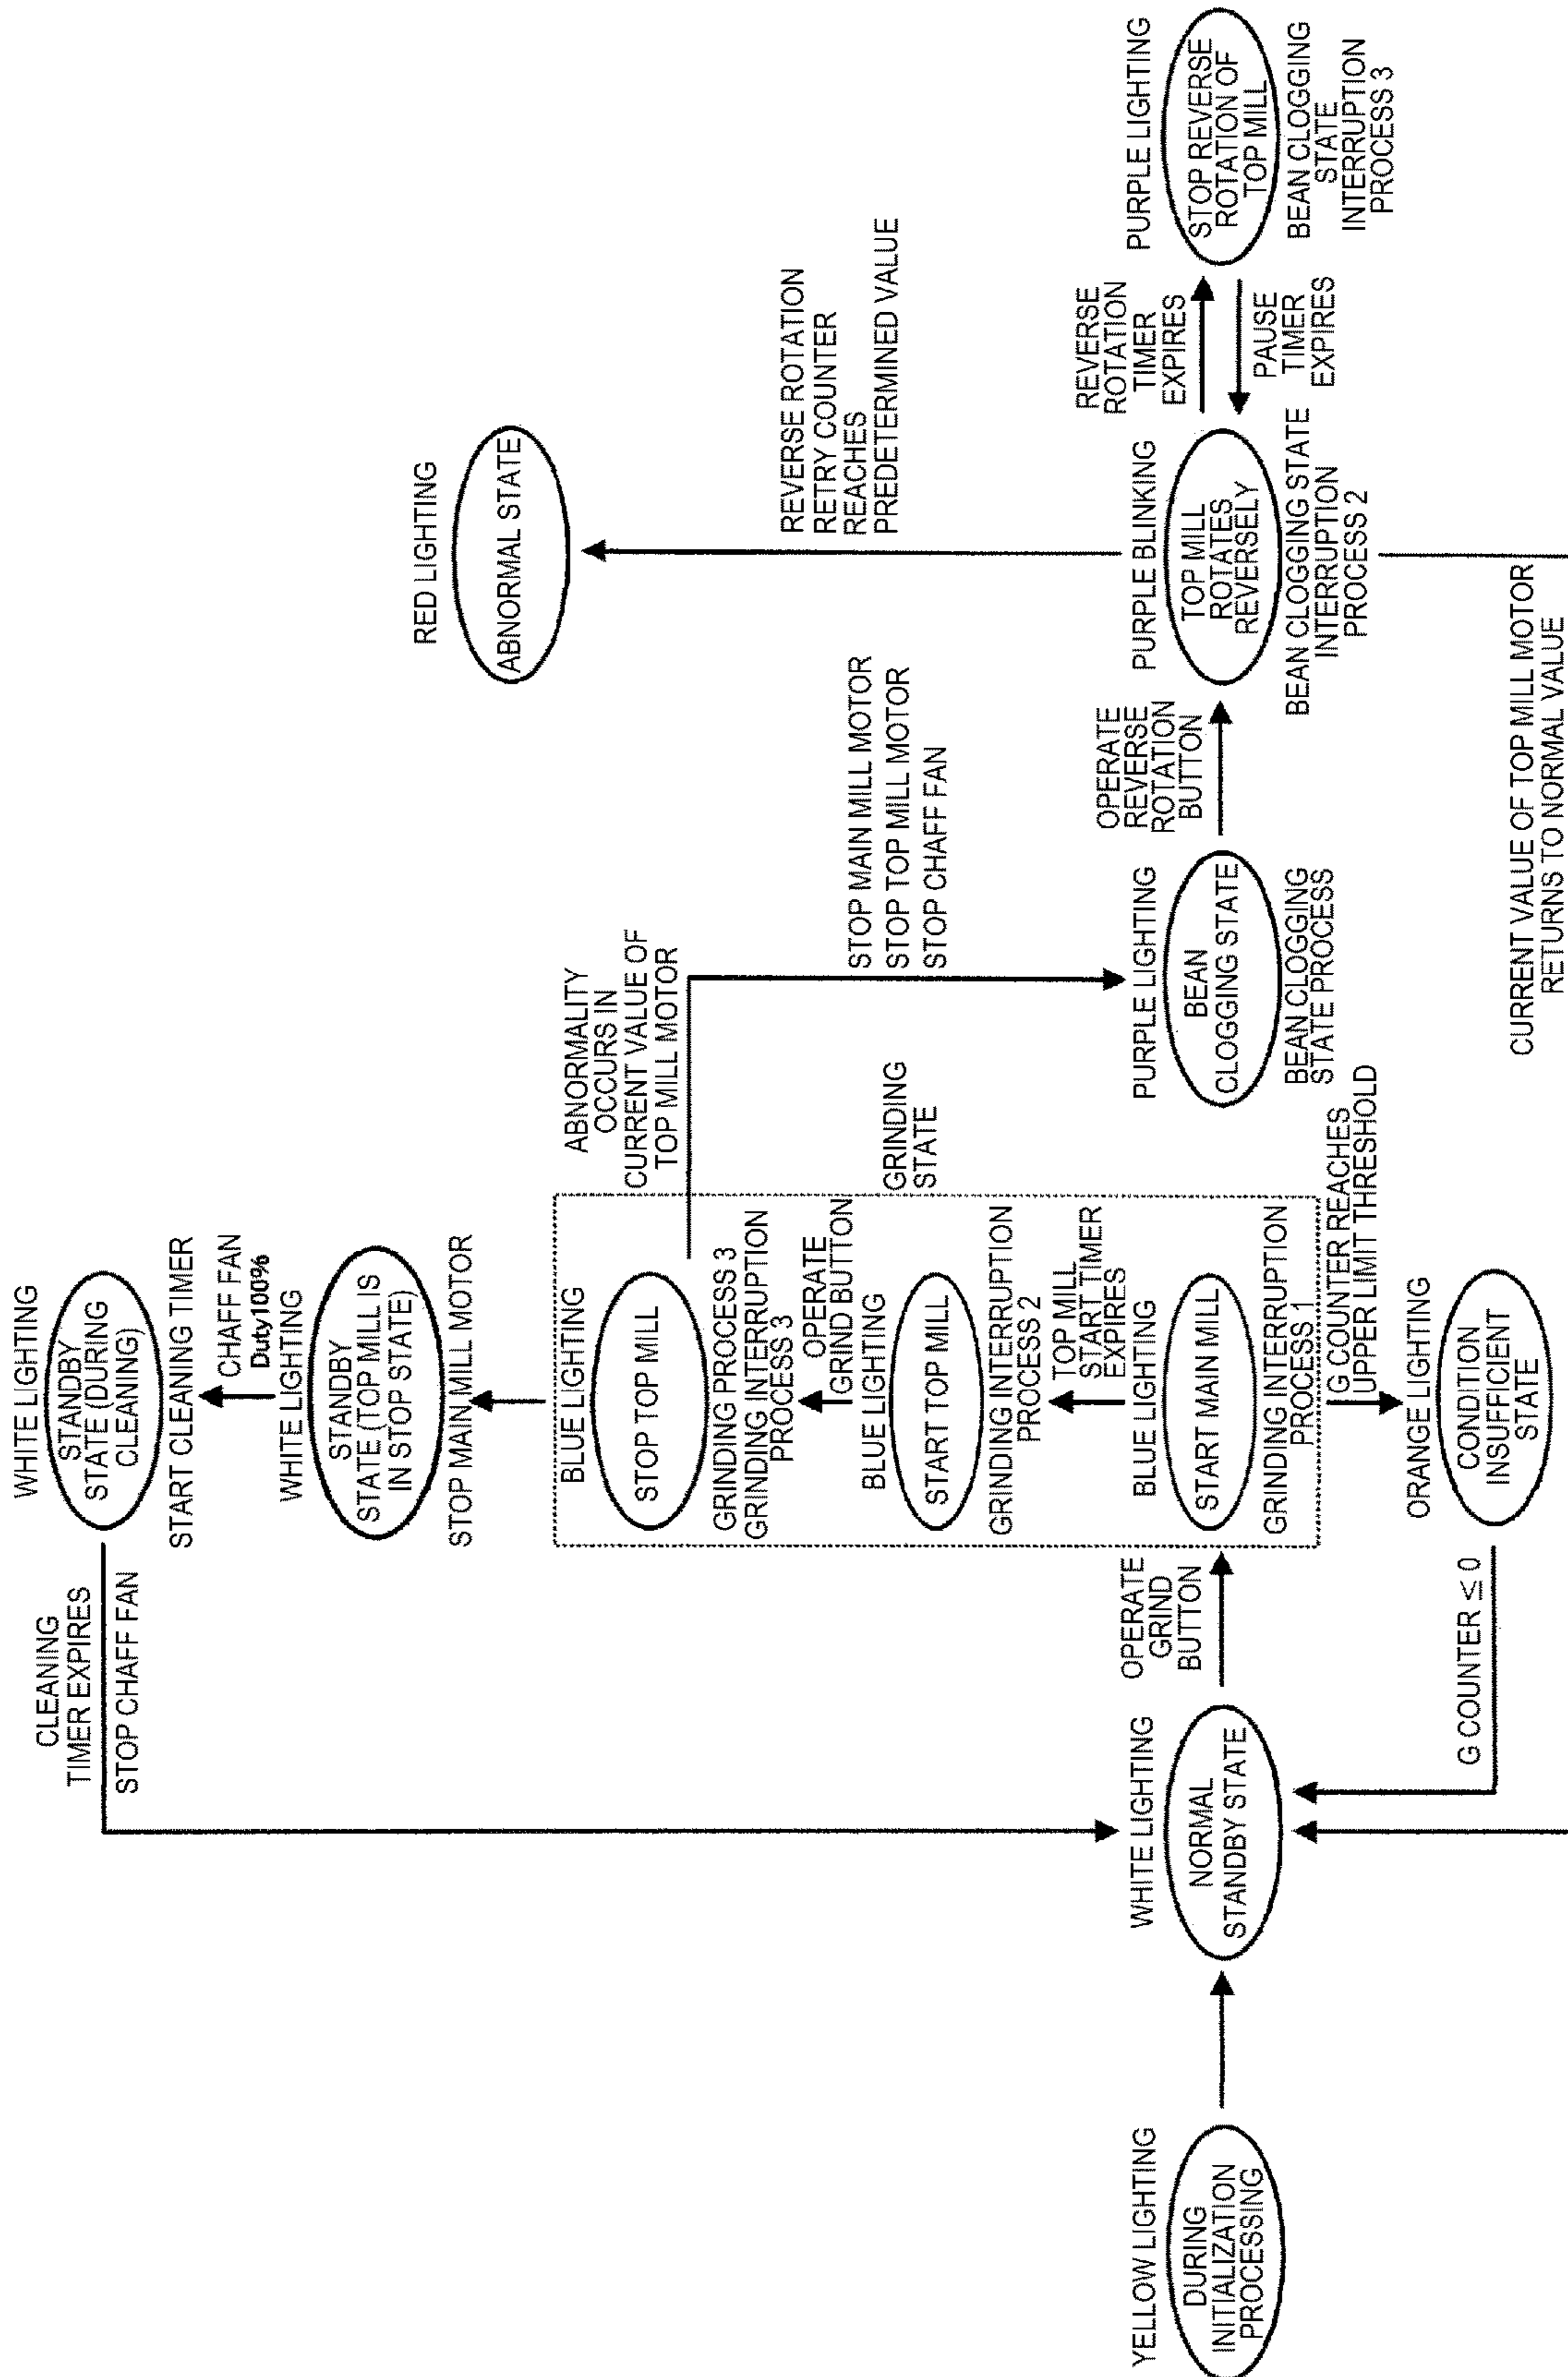 WHITE LIGHTING
STANDBY
STATE (DURING
CLEANING)
CLEANING
TIMER EXPIRES
STOP CHAFF FAN
START CLEANING TIMER
CHAFF FAN
Duty100%
WHITE LIGHTING
STANDBY
STATE (TOP MILL IS
IN STOP STATE)
STOP MAIN MILL MOTOR
RED LIGHTING
ABNORMAL STATE
BLUE LIGHTING
STOP TOP MILL
GRINDING PROCESS 3
GRINDING INTERRUPTION
PROCESS 3
ABNORMALITY
OCCURS IN
CURRENT VALUE OF
TOP MILL MOTOR
OPERATE
GRIND BUTTON
GRINDING
STATE
BLUE LIGHTING
START TOP MILL
GRINDING INTERRUPTION
PROCESS 2
STOP MAIN MILL MOTOR
STOP TOP MILL MOTOR
STOP CHAFF FAN
REVERSE ROTATION
RETRY COUNTER
REACHES
PREDETERMINED VALUE
TOP MILL
START TIMER
EXPIRES
YELLOW LIGHTING
DURING
INITIALIZATION
PROCESSING
WHITE LIGHTING
NORMAL
STANDBY STATE
OPERATE
GRIND
BUTTON
BLUE LIGHTING
START MAIN MILL
GRINDING INTERRUPTION
PROCESS 1
PURPLE LIGHTING
BEAN
CLOGGING STATE
BEAN CLOGGING
STATE PROCESS
OPERATE
REVERSE
ROTATION
BUTTON
PURPLE BLINKING
TOP MILL
ROTATES
REVERSELY
BEAN CLOGGING STATE
INTERRUPTION
PROCESS 2
REVERSE
ROTATION
TIMER
EXPIRES
PAUSE
TIMER
EXPIRES
PURPLE LIGHTING
STOP REVERSE
ROTATION OF
TOP MILL
BEAN CLOGGING
STATE
INTERRUPTION
PROCESS 3
G COUNTER REACHES
UPPER LIMIT THRESHOLD
ORANGE LIGHTING
CONDITION
INSUFFICIENT
STATE
G COUNTER ≤ 0
CURRENT VALUE OF TOP MILL MOTOR
RETURNS TO NORMAL VALUE